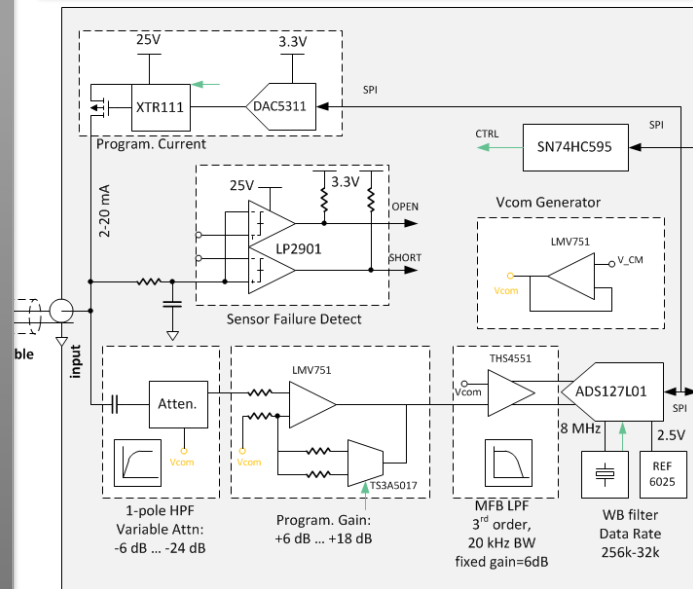 25V
3.3V
XTR111
DAC5311
SPI
Program. Current
CTRL
SN74HC595
SPI
2-20 mA
25V
3.3V
OPEN
LP2901
SHORT
Sensor Failure Detect
Vcom Generator
LMV751
V_CM
Vcom
ble
input
Atten.
Vcom
1-pole HPF
Variable Attn:
-6 dB ... -24 dB
LMV751
Vcom
TS3A5017
Program. Gain:
+6 dB ... +18 dB
THS4551
Vcom
MFB LPF
3rd order,
20 kHz BW
fixed gain=6dB
ADS127L01
SPI
8 MHz
2.5V
REF
6025
WB filter
Data Rate
256k-32k